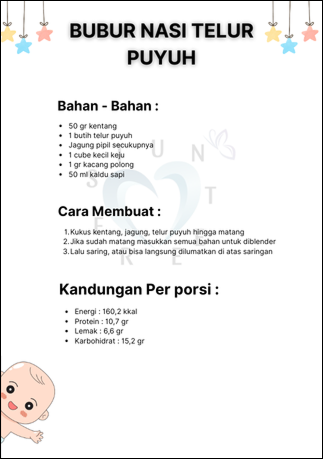 BUBUR NASI TELUR
PUYUH
Bahan - Bahan :
• 50 gr kentang
• 1 butih telur puyuh
• Jagung pipil secukupnya
• 1 cube kecil keju
• 1 gr kacang polong
• 50 ml kaldu sapi
Cara Membuat :
1. Kukus kentang, jagung, telur puyuh hingga matang
2. Jika sudah matang masukkan semua bahan untuk diblender
3. Lalu saring, atau bisa langsung dilumatkan di atas saringan
Kandungan Per porsi :
• Energi : 160,2 kkal
• Protein : 10,7 gr
• Lemak : 6,6 gr
• Karbohidrat : 15,2 gr